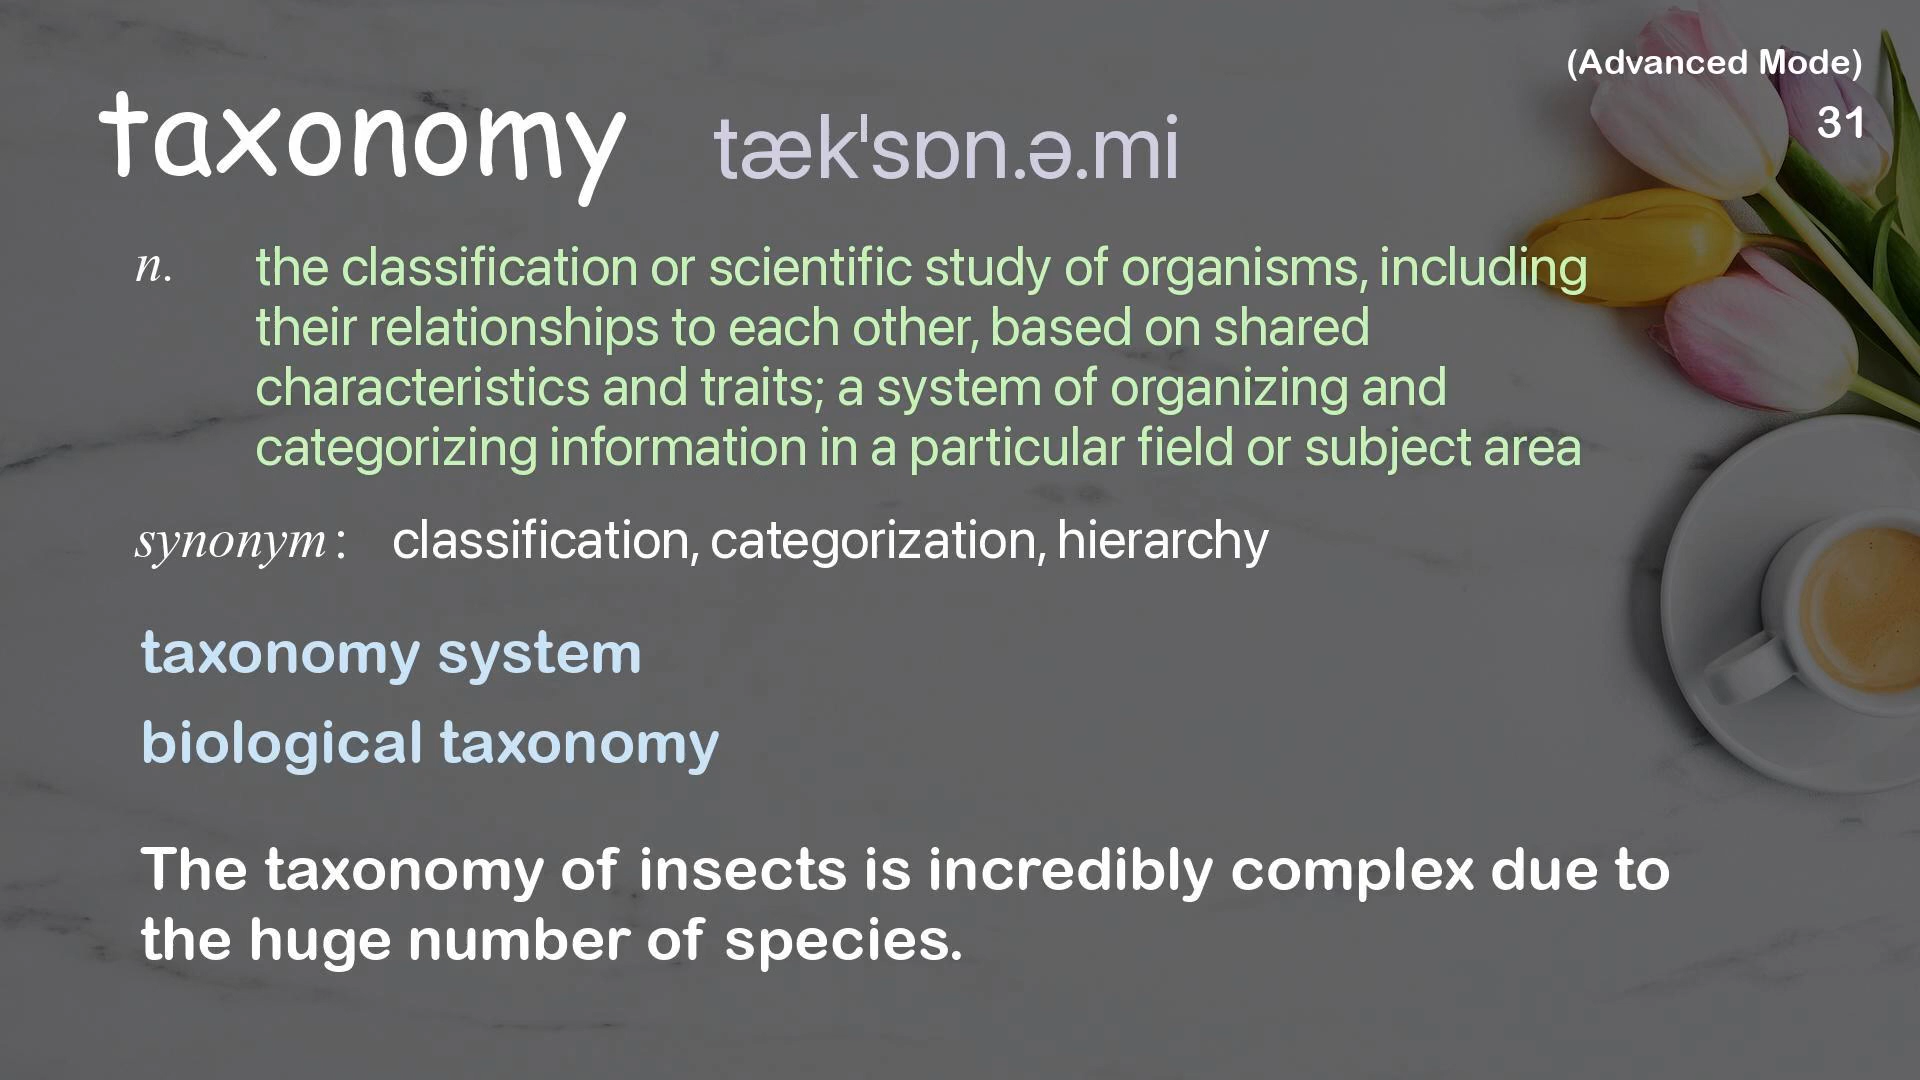 (Advanced Mode)
31
taxonomy tæk'sɒn.ə.mi
n. the classification or scientific study of organisms, including
their relationships to each other, based on shared
characteristics and traits; a system of organizing and
categorizing information in a particular field or subject area
synonym: classification, categorization, hierarchy
taxonomy system
biological taxonomy
The taxonomy of insects is incredibly complex due to
the huge number of species.